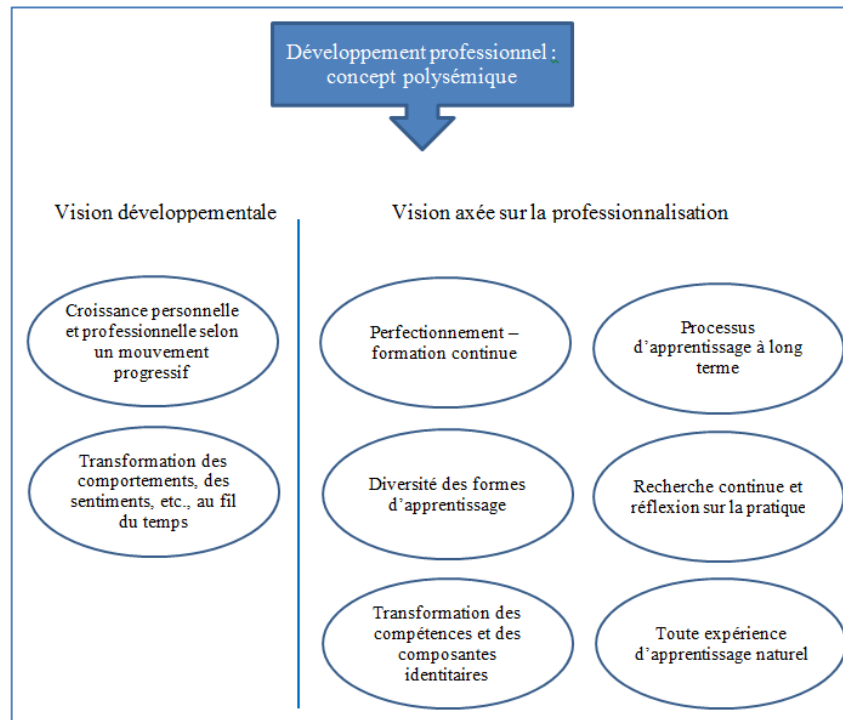 Développement professionnel :
concept polysémique
Vision développementale
Vision axée sur la professionnalisation
Croissance personnelle
et professionnelle selon
un mouvement
progressif
Perfectionnement –
formation continue
Processus
d'apprentissage à long
terme
Transformation des
comportements, des
sentiments, etc., au fil
du temps
Diversité des formes
d'apprentissage
Recherche continue et
réflexion sur la pratique
Transformation des
compétences et des
composantes
identitaires
Toute expérience
d'apprentissage naturel